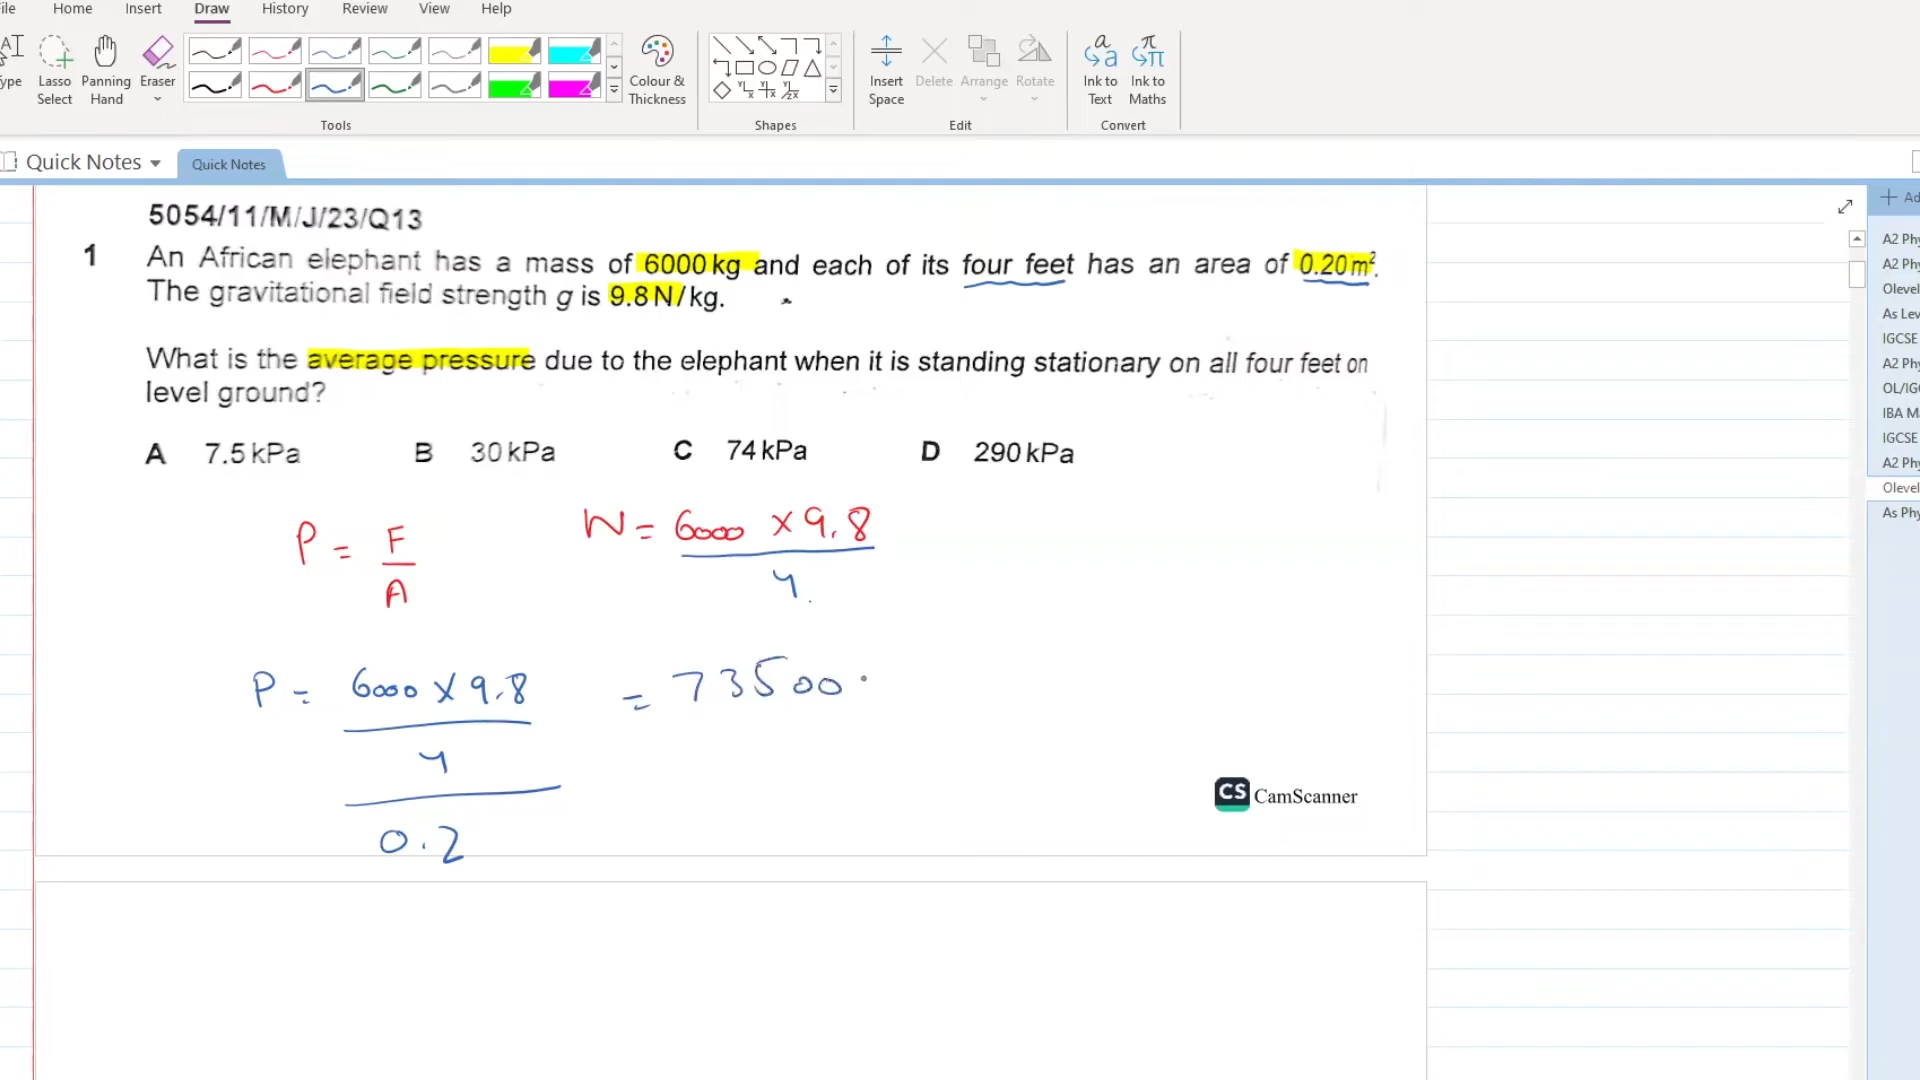 ile Home Insert Draw History Review View Help
Type Lasso Select Panning Hand Eraser Colour & Thickness Insert Space Delete Arrange Rotate Ink to Text Ink to Maths
Tools Shapes Edit Convert
Quick Notes Quick Notes
5054/11/M/J/23/Q13
1 An African elephant has a mass of 6000 kg and each of its four feet has an area of 0.20 m².
The gravitational field strength g is 9.8 N/kg.
What is the average pressure due to the elephant when it is standing stationary on all four feet on
level ground?
A 7.5 kPa B 30 kPa C 74 kPa D 290 kPa
P = F/A W = 6000 × 9.8
4
P = 6000 × 9.8 = 73500
4
0.2
CS CamScanner
Ad
A2 Phy
A2 Phy
Olevel
As Lev
IGCSE
A2 Phy
OL/IGC
IBA Ma
IGCSE
A2 Phy
Olevel
As Phy